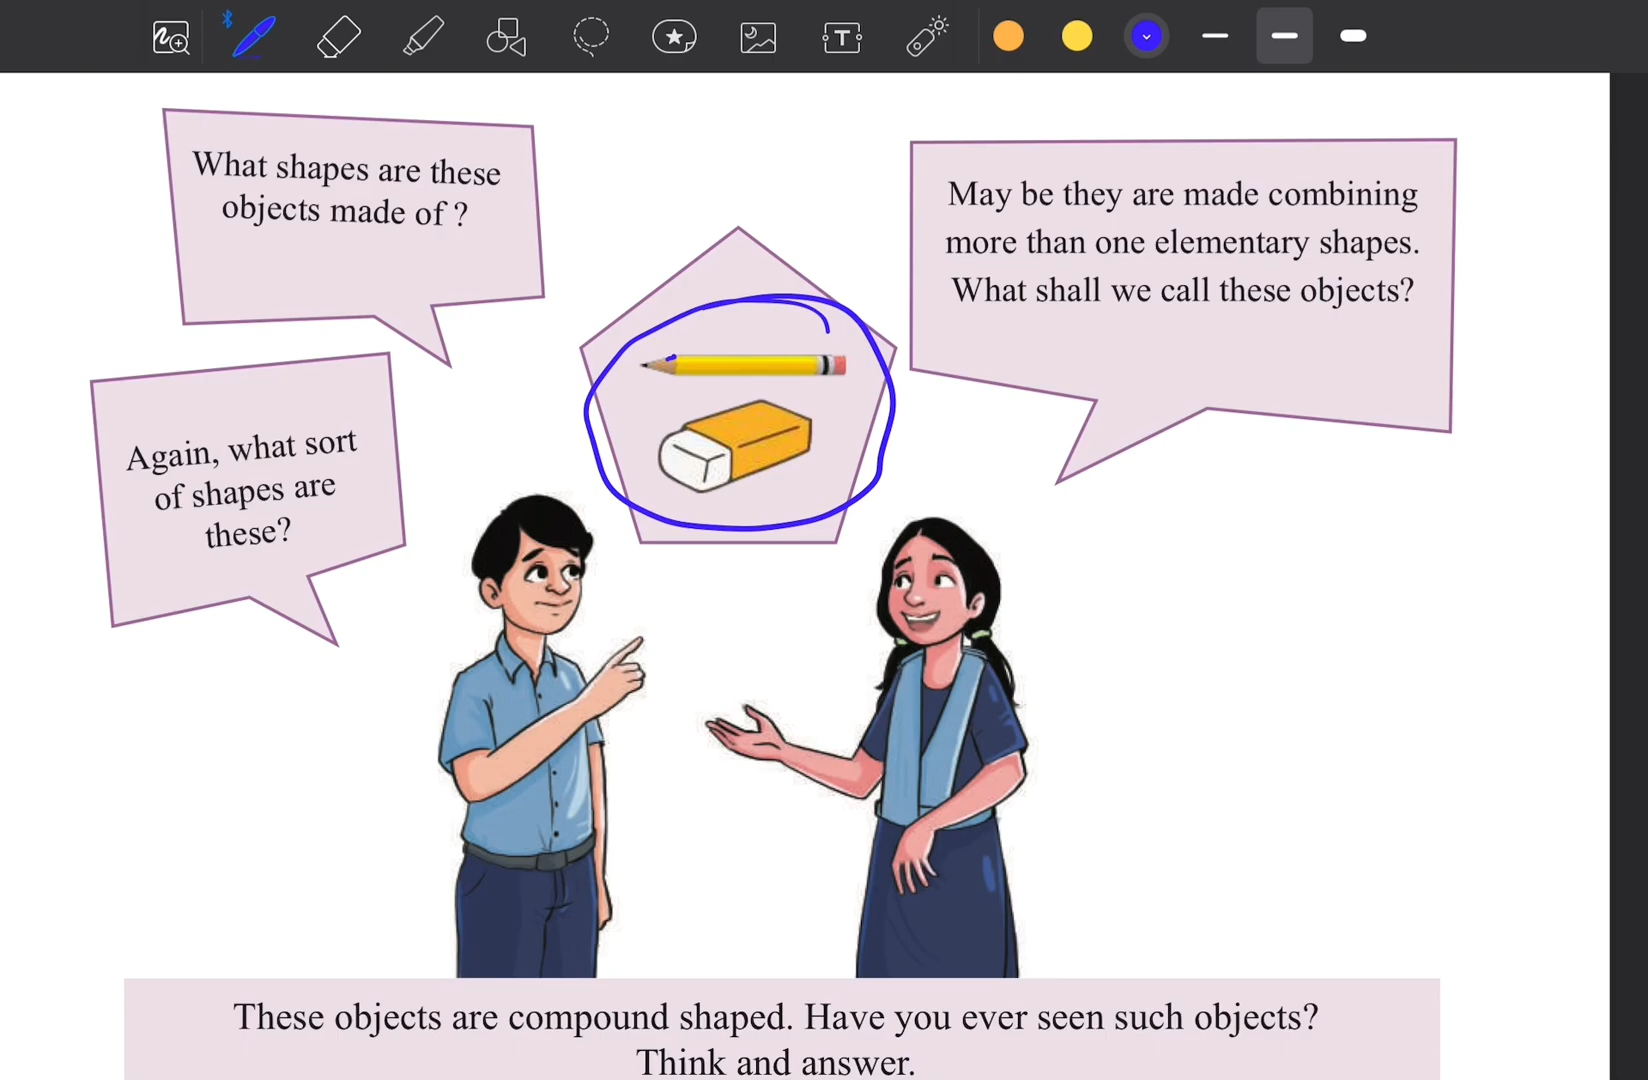 What shapes are these
objects made of ?
May be they are made combining
more than one elementary shapes.
What shall we call these objects?
Again, what sort
of shapes are
these?
These objects are compound shaped. Have you ever seen such objects?
Think and answer.